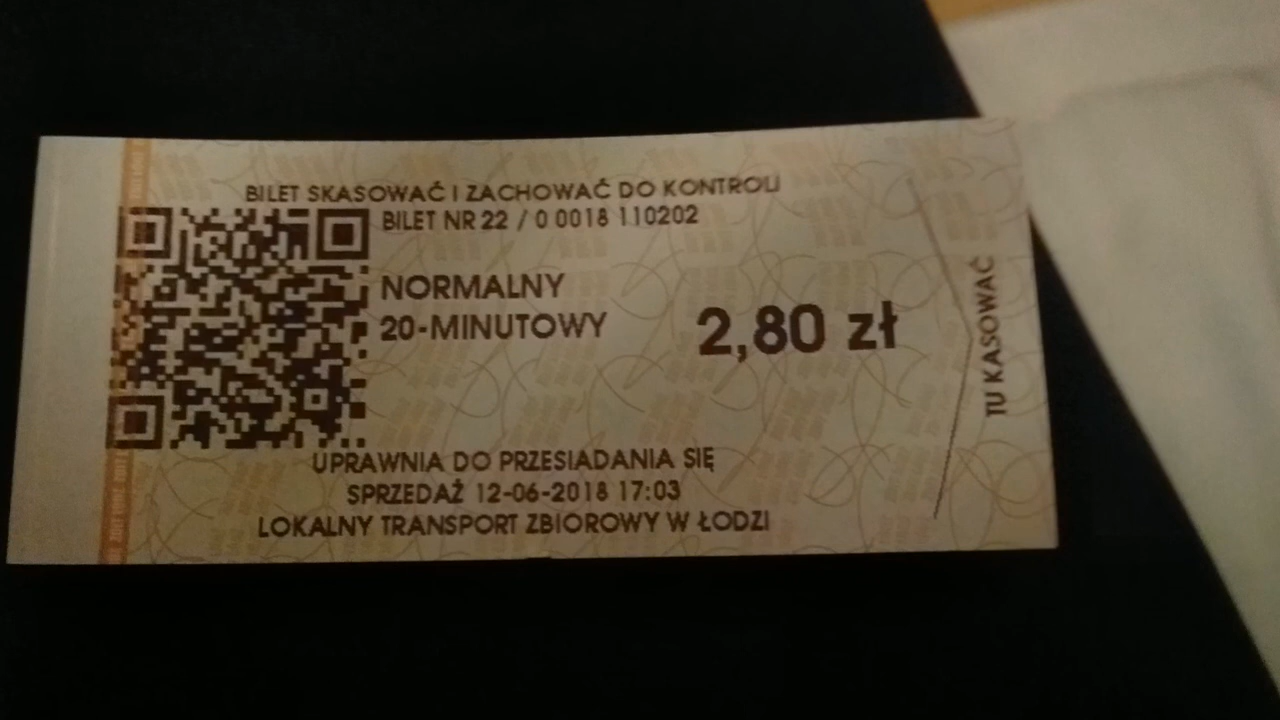 BILET SKASOWAĆ I ZACHOWAĆ DO KONTROLI
BILET NR 22 / 0 0018 110202
NORMALNY
20-MINUTOWY
2,80 zł
TU KASOWAĆ
UPRAWNIA DO PRZESIADANIA SIĘ
SPRZEDAŻ 12-06-2018 17:03
LOKALNY TRANSPORT ZBIOROWY W ŁODZI